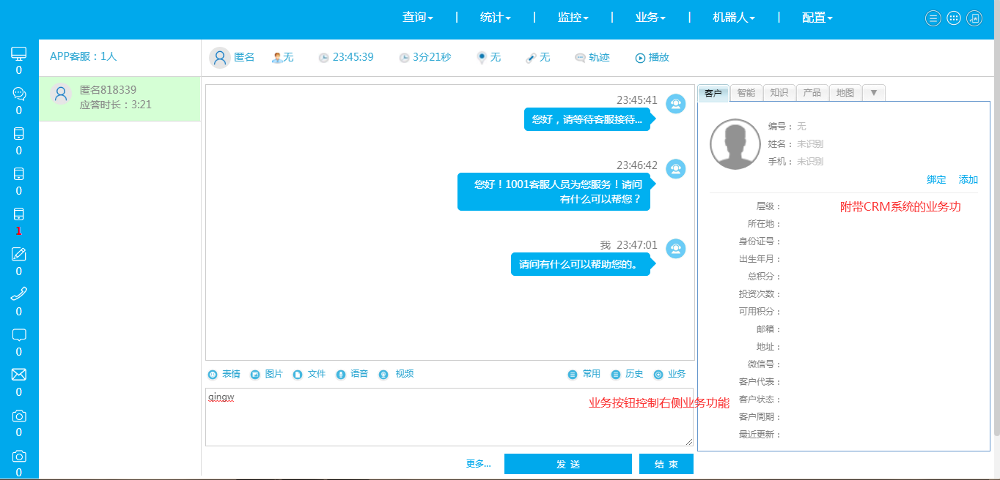 查询 | 统计 | 监控 | 业务 | 机器人 | 配置
0
0
0
0
1
0
0
0
0
0
0
APP客服：1人
匿名818339
应答时长：3:21
匿名 无 23:45:39 3分21秒 无 无 轨迹 播放
23:45:41
您好，请等待客服接待...
23:46:42
您好！1001客服人员为您服务！请问
有什么可以帮您？
我 23:47:01
请问有什么可以帮助您的。
表情 图片 文件 语音 视频 常用 历史 业务
qingw
业务按钮控制右侧业务功能
更多... 发 送 结 束
客户 智能 知识 产品 地图 ▼
编号： 无
姓名： 未识别
手机： 未识别
绑定 添加
附带CRM系统的业务功
层级：
所在地：
身份证号：
出生年月：
总积分：
投资次数：
可用积分：
邮箱：
地址：
微信号：
客户代表：
客户状态：
客户周期：
最近更新：